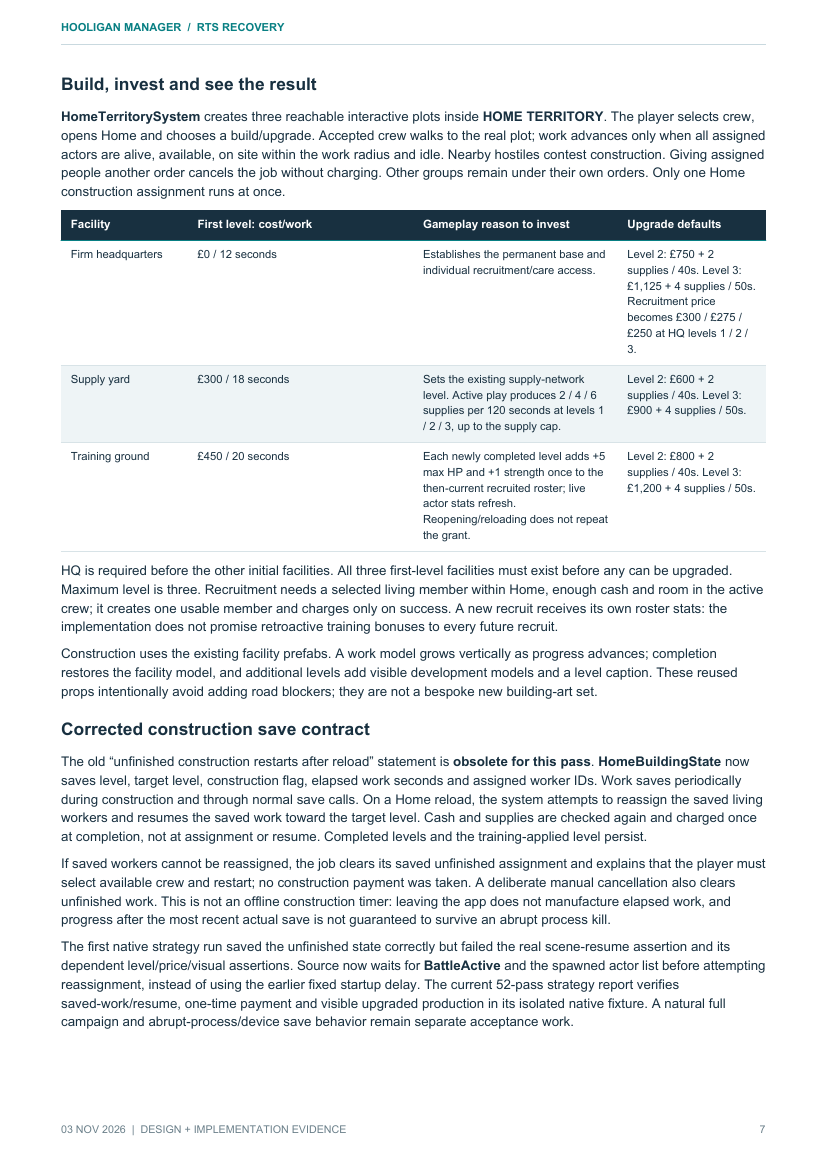 HOOLIGAN MANAGER / RTS RECOVERY
Build, invest and see the result
HomeTerritorySystem creates three reachable interactive plots inside HOME TERRITORY. The player selects crew,
opens Home and chooses a build/upgrade. Accepted crew walks to the real plot; work advances only when all assigned
actors are alive, available, on site within the work radius and idle. Nearby hostiles contest construction. Giving assigned
people another order cancels the job without charging. Other groups remain under their own orders. Only one Home
construction assignment runs at once.
Facility First level: cost/work Gameplay reason to invest Upgrade defaults
Firm headquarters
£0 / 12 seconds
Establishes the permanent base and
individual recruitment/care access.
Level 2: £750 + 2
supplies / 40s. Level 3:
£1,125 + 4 supplies / 50s.
Recruitment price
becomes £300 / £275 /
£250 at HQ levels 1 / 2 /
3.
Supply yard
£300 / 18 seconds
Sets the existing supply-network
level. Active play produces 2 / 4 / 6
supplies per 120 seconds at levels 1
/ 2 / 3, up to the supply cap.
Level 2: £600 + 2
supplies / 40s. Level 3:
£900 + 4 supplies / 50s.
Training ground
£450 / 20 seconds
Each newly completed level adds +5
max HP and +1 strength once to the
then-current recruited roster; live
actor stats refresh.
Reopening/reloading does not repeat
the grant.
Level 2: £800 + 2
supplies / 40s. Level 3:
£1,200 + 4 supplies / 50s.
HQ is required before the other initial facilities. All three first-level facilities must exist before any can be upgraded.
Maximum level is three. Recruitment needs a selected living member within Home, enough cash and room in the active
crew; it creates one usable member and charges only on success. A new recruit receives its own roster stats: the
implementation does not promise retroactive training bonuses to every future recruit.
Construction uses the existing facility prefabs. A work model grows vertically as progress advances; completion
restores the facility model, and additional levels add visible development models and a level caption. These reused
props intentionally avoid adding road blockers; they are not a bespoke new building-art set.
Corrected construction save contract
The old “unfinished construction restarts after reload” statement is obsolete for this pass. HomeBuildingState now
saves level, target level, construction flag, elapsed work seconds and assigned worker IDs. Work saves periodically
during construction and through normal save calls. On a Home reload, the system attempts to reassign the saved living
workers and resumes the saved work toward the target level. Cash and supplies are checked again and charged once
at completion, not at assignment or resume. Completed levels and the training-applied level persist.
If saved workers cannot be reassigned, the job clears its saved unfinished assignment and explains that the player must
select available crew and restart; no construction payment was taken. A deliberate manual cancellation also clears
unfinished work. This is not an offline construction timer: leaving the app does not manufacture elapsed work, and
progress after the most recent actual save is not guaranteed to survive an abrupt process kill.
The first native strategy run saved the unfinished state correctly but failed the real scene-resume assertion and its
dependent level/price/visual assertions. Source now waits for BattleActive and the spawned actor list before attempting
reassignment, instead of using the earlier fixed startup delay. The current 52-pass strategy report verifies
saved-work/resume, one-time payment and visible upgraded production in its isolated native fixture. A natural full
campaign and abrupt-process/device save behavior remain separate acceptance work.
03 NOV 2026 | DESIGN + IMPLEMENTATION EVIDENCE 7